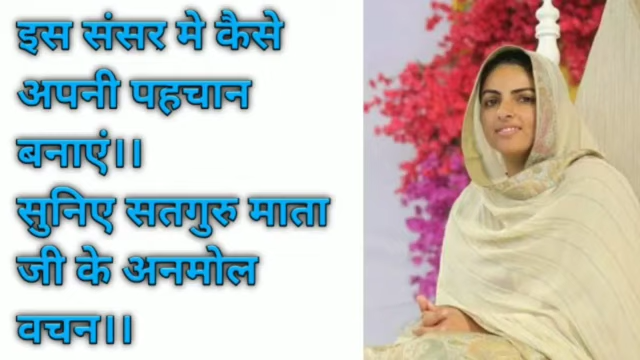 इस संसर मे कैसे
अपनी पहचान
बनाएं।।
सुनिए सतगुरु माता
जी के अनमोल
वचन।।